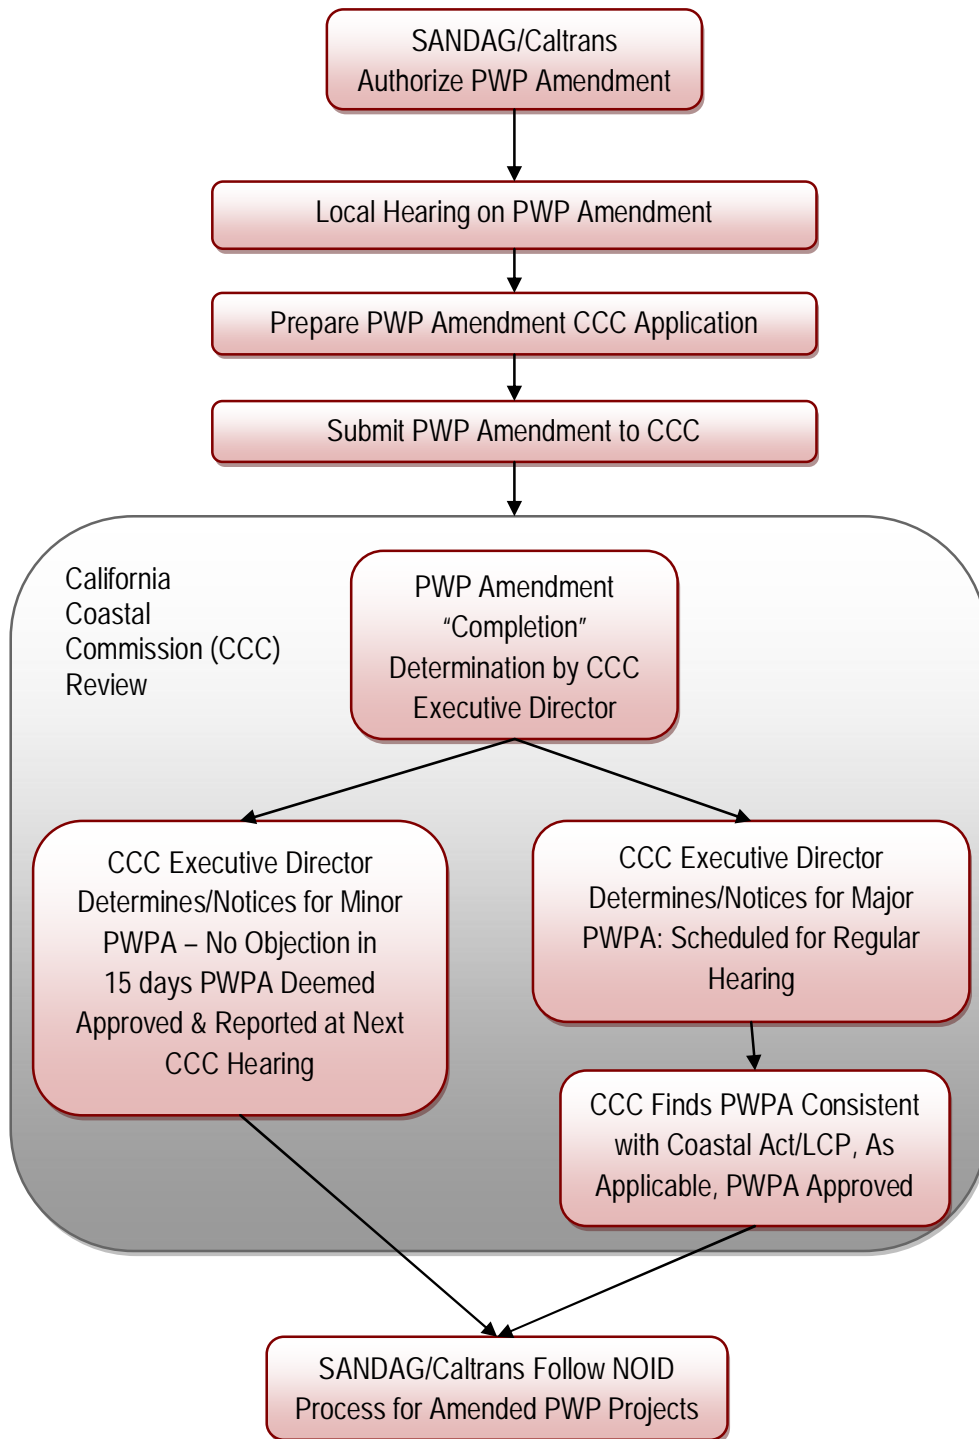 SANDAG/Caltrans
Authorize PWP Amendment
Local Hearing on PWP Amendment
Prepare PWP Amendment CCC Application
Submit PWP Amendment to CCC
California
Coastal
Commission (CCC)
Review
PWP Amendment
“Completion”
Determination by CCC
Executive Director
CCC Executive Director
Determines/Notices for Minor
PWPA – No Objection in
15 days PWPA Deemed
Approved & Reported at Next
CCC Hearing
CCC Executive Director
Determines/Notices for Major
PWPA: Scheduled for Regular
Hearing
CCC Finds PWPA Consistent
with Coastal Act/LCP, As
Applicable, PWPA Approved
SANDAG/Caltrans Follow NOID
Process for Amended PWP Projects